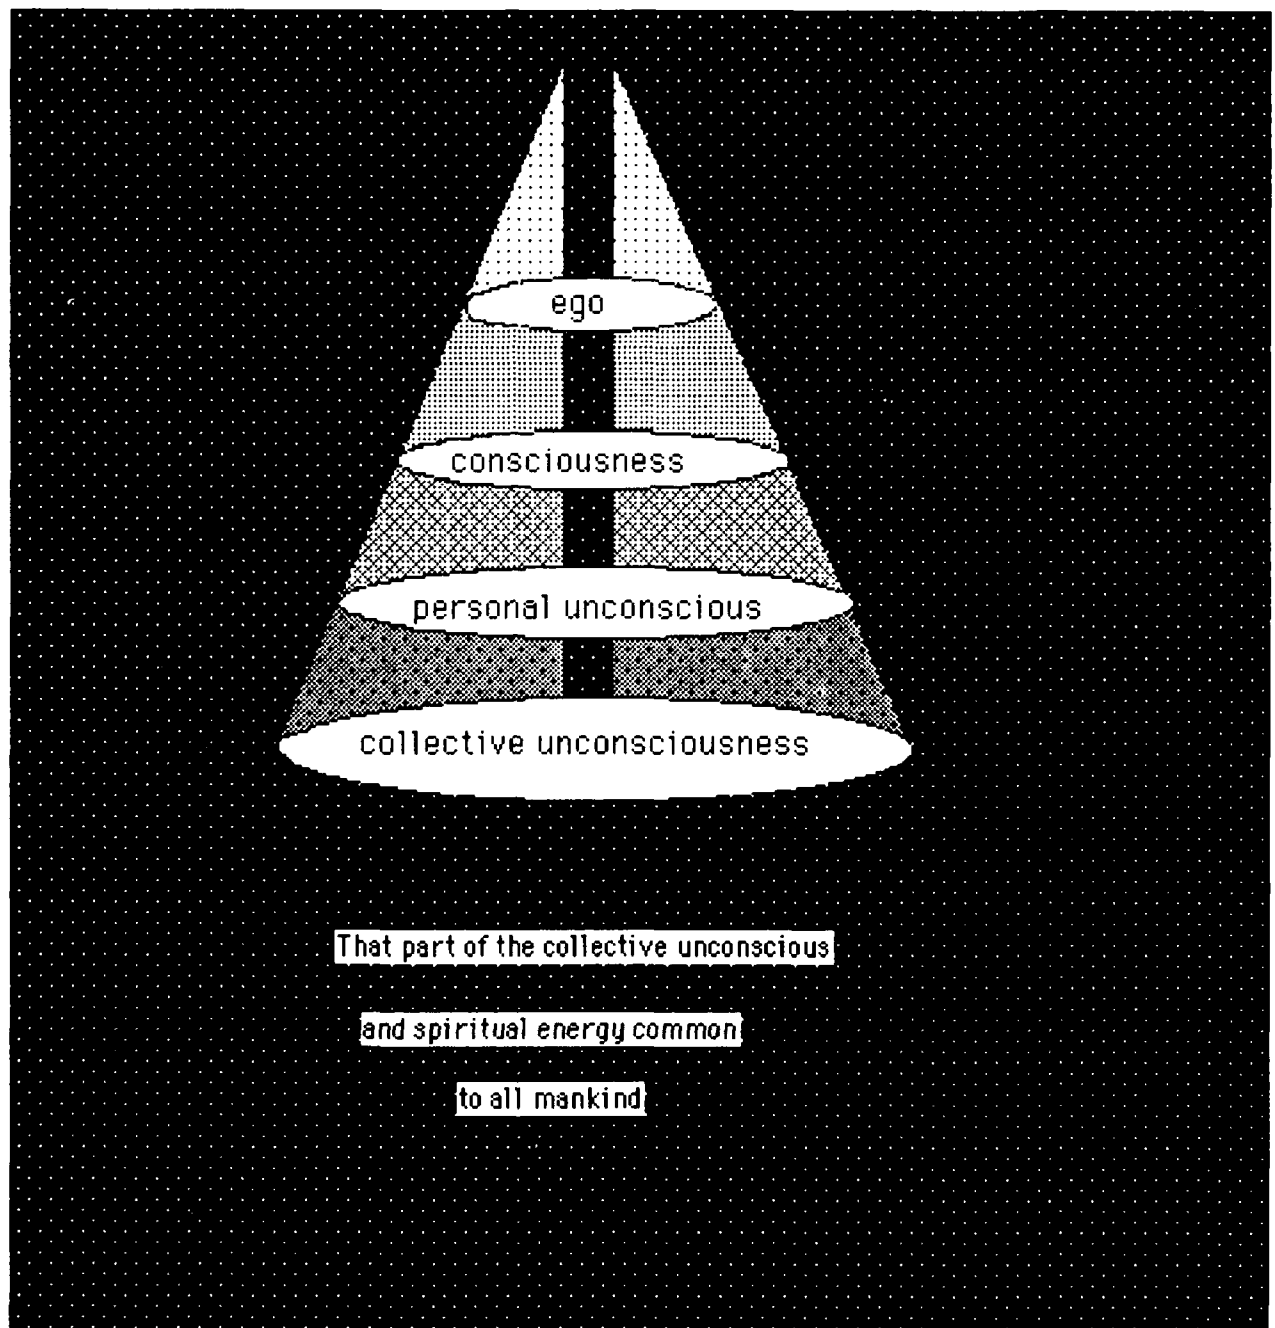 ego
consciousness
personal unconscious
collective unconsciousness
That part of the collective unconscious
and spiritual energy common
to all mankind